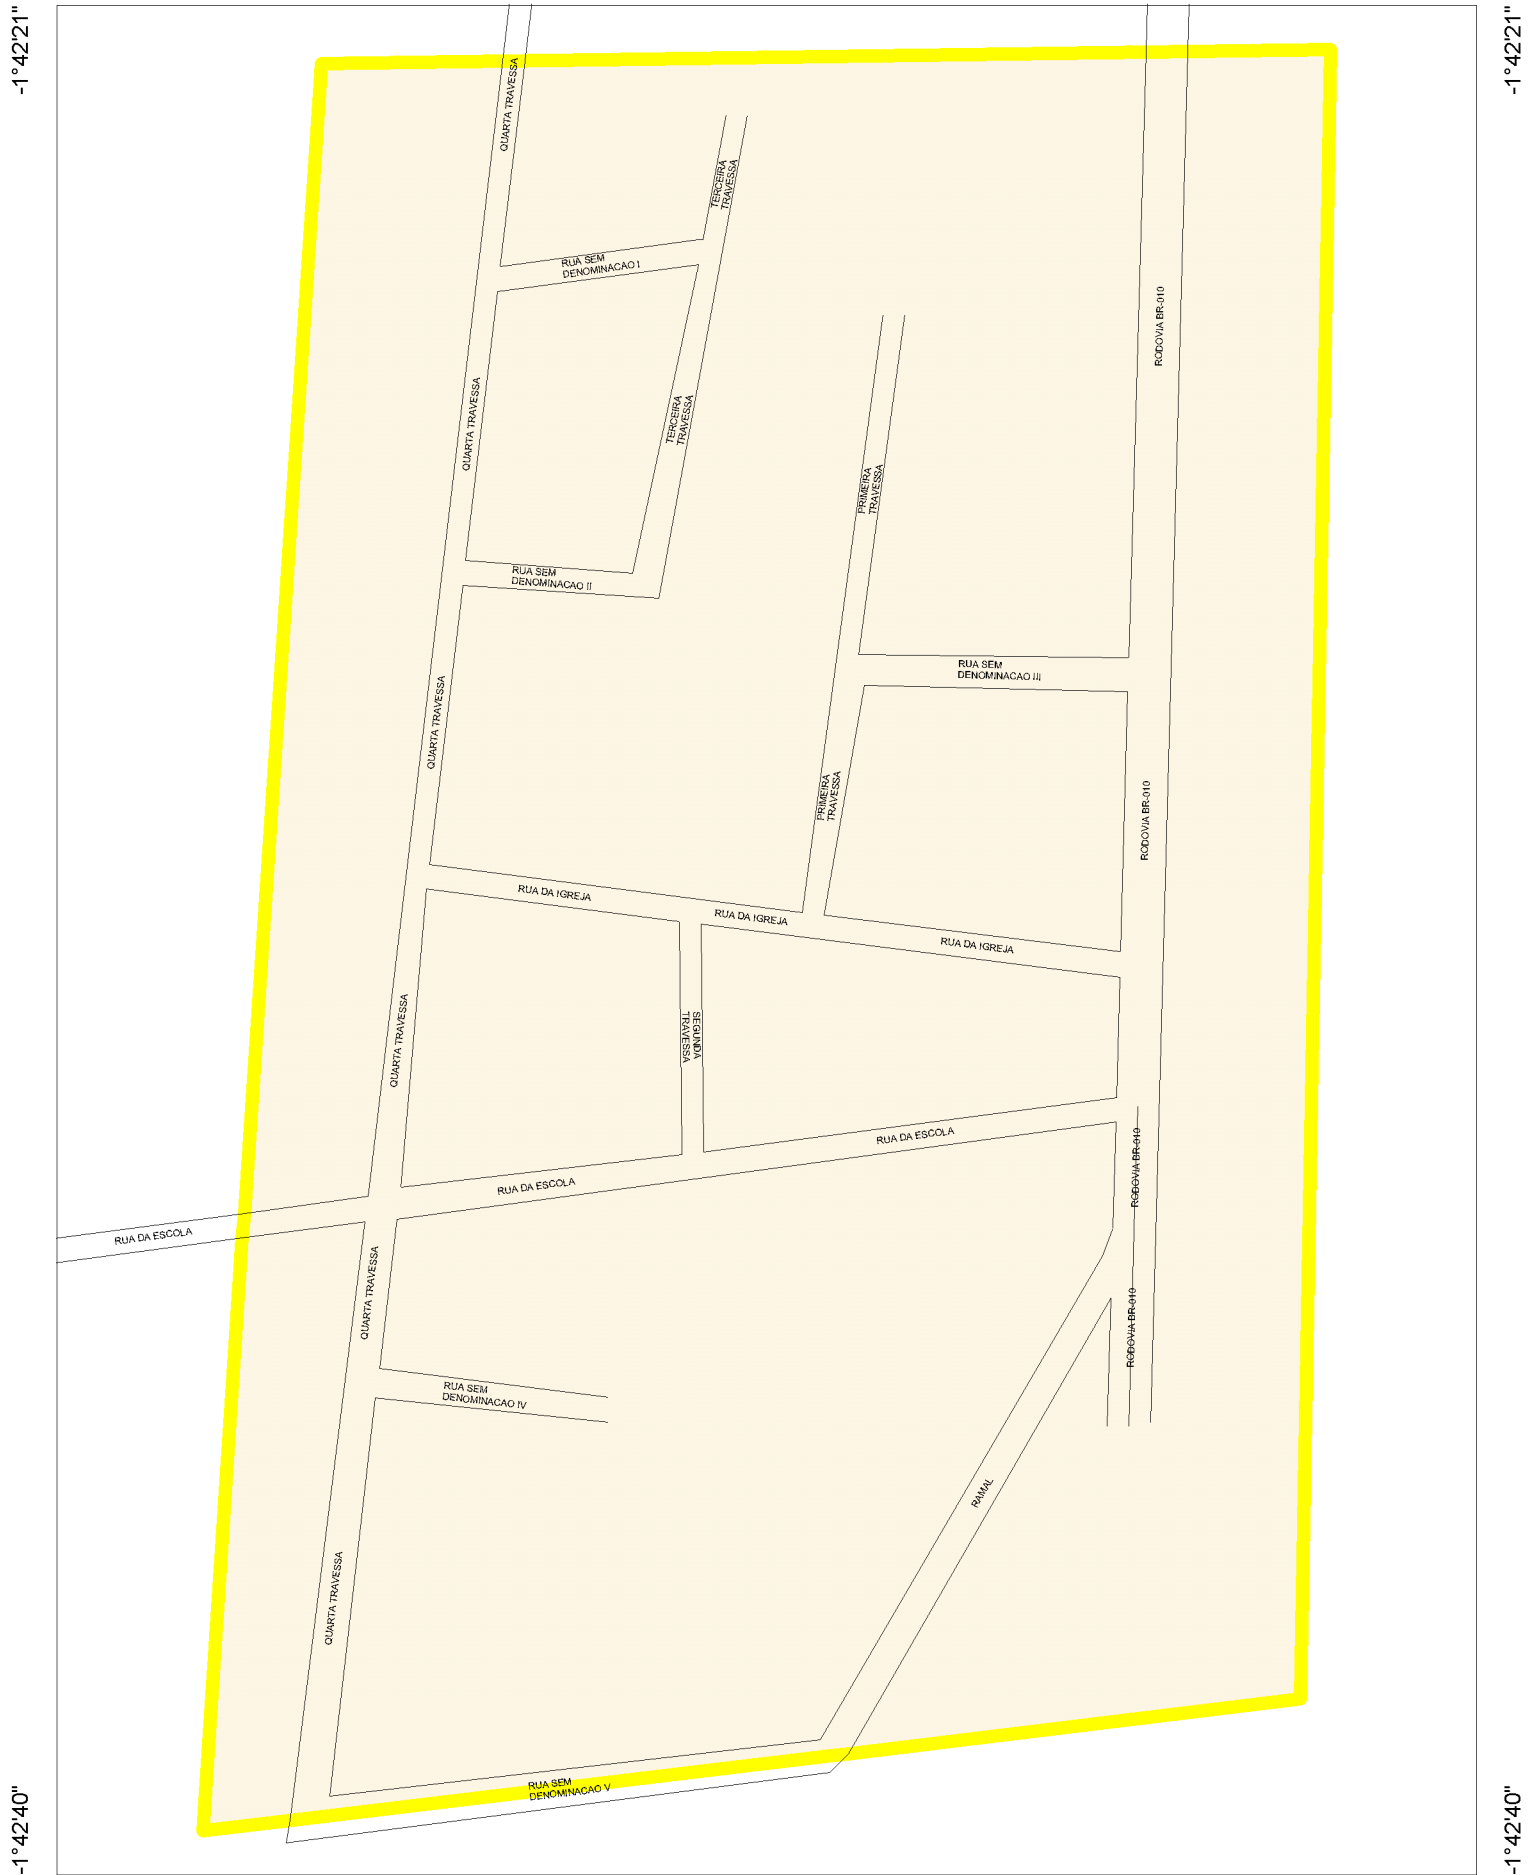 -1°42'21"
-1°42'21"
QUARTA TRAVESSA
TERCEIRA
TRAVESSA
RUA SEM
DENOMINACAO I
RODOVIA BR-010
QUARTA TRAVESSA
TERCEIRA
TRAVESSA
PRIMEIRA
TRAVESSA
RUA SEM
DENOMINACAO II
RUA SEM
DENOMINACAO III
QUARTA TRAVESSA
PRIMEIRA
TRAVESSA
RODOVIA BR-010
RUA DA IGREJA
RUA DA IGREJA
RUA DA IGREJA
QUARTA TRAVESSA
SEGUNDA
TRAVESSA
RUA DA ESCOLA
RODOVIA BR-010
RUA DA ESCOLA
RUA DA ESCOLA
QUARTA TRAVESSA
RODOVIA BR-010
RUA SEM
DENOMINACAO IV
RAMAL
QUARTA TRAVESSA
RUA SEM
DENOMINACAO V
-1°42'40"
-1°42'40"